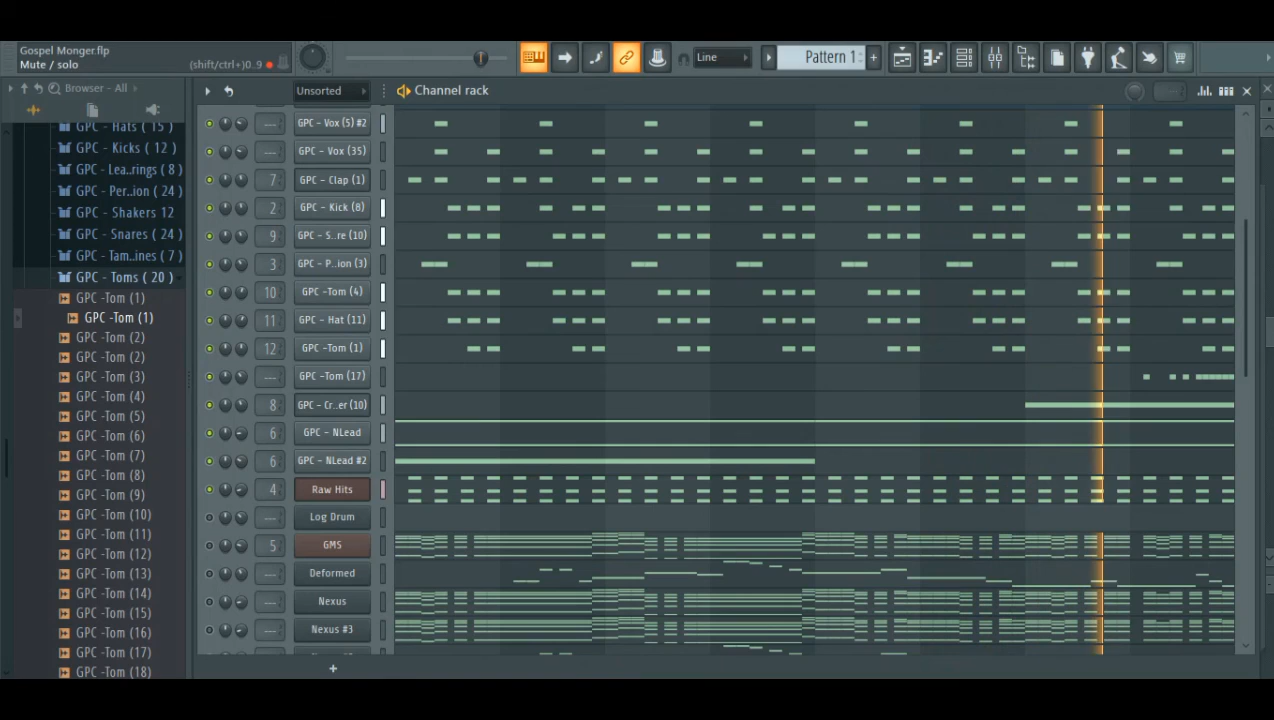 Gospel Monger.flp
Mute / solo
(shift/ctrl+)0..9
Line
Pattern 1
Browser - All
Unsorted
Channel rack
GPC - Hats ( 15 )
GPC - Kicks ( 12 )
GPC - Lea..rings ( 8 )
GPC - Per..ion ( 24 )
GPC - Shakers 12
GPC - Snares ( 24 )
GPC - Tam..ines ( 7 )
GPC - Toms ( 20 )
GPC -Tom (1)
GPC -Tom (1)
GPC -Tom (2)
GPC -Tom (2)
GPC -Tom (3)
GPC -Tom (4)
GPC -Tom (5)
GPC -Tom (6)
GPC -Tom (7)
GPC -Tom (8)
GPC -Tom (9)
GPC -Tom (10)
GPC -Tom (11)
GPC -Tom (12)
GPC -Tom (13)
GPC -Tom (14)
GPC -Tom (15)
GPC -Tom (16)
GPC -Tom (17)
GPC -Tom (18)
--- GPC - Vox (5) #2
--- GPC - Vox (35)
7 GPC - Clap (1)
2 GPC - Kick (8)
9 GPC - S..re (10)
3 GPC - P..ion (3)
10 GPC -Tom (4)
11 GPC - Hat (11)
12 GPC -Tom (1)
--- GPC -Tom (17)
8 GPC - Cr..er (10)
6 GPC - NLead
6 GPC - NLead #2
4 Raw Hits
--- Log Drum
5 GMS
--- Deformed
--- Nexus
--- Nexus #3